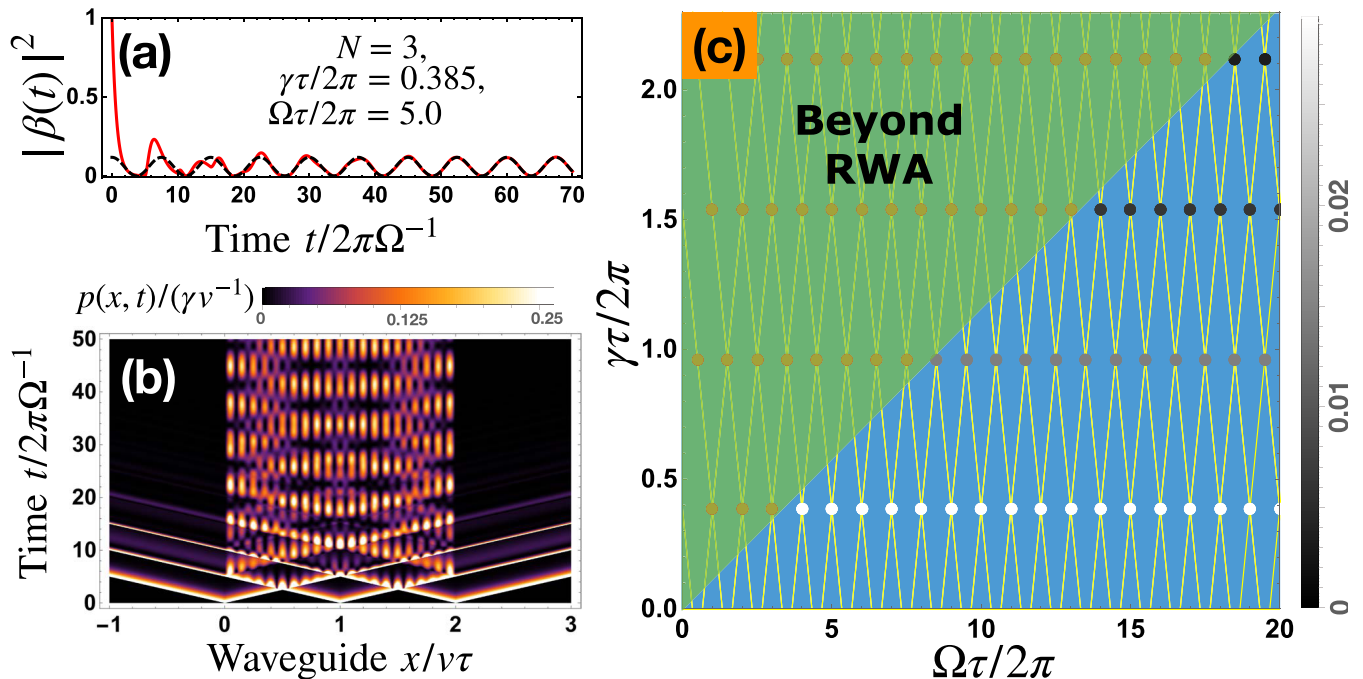 (a)
N = 3,
γτ/2π = 0.385,
Ωτ/2π = 5.0
|β(t)|²
1
0.5
0
0 10 20 30 40 50 60 70
Time t/2πΩ⁻¹
p(x, t)/(γv⁻¹)
0 0.125 0.25
(b)
Time t/2πΩ⁻¹
50
40
30
20
10
0
−1 0 1 2 3
Waveguide x/vτ
(c)
Beyond
RWA
γτ/2π
2.0
1.5
1.0
0.5
0.0
0 5 10 15 20
Ωτ/2π
0.02
0.01
0